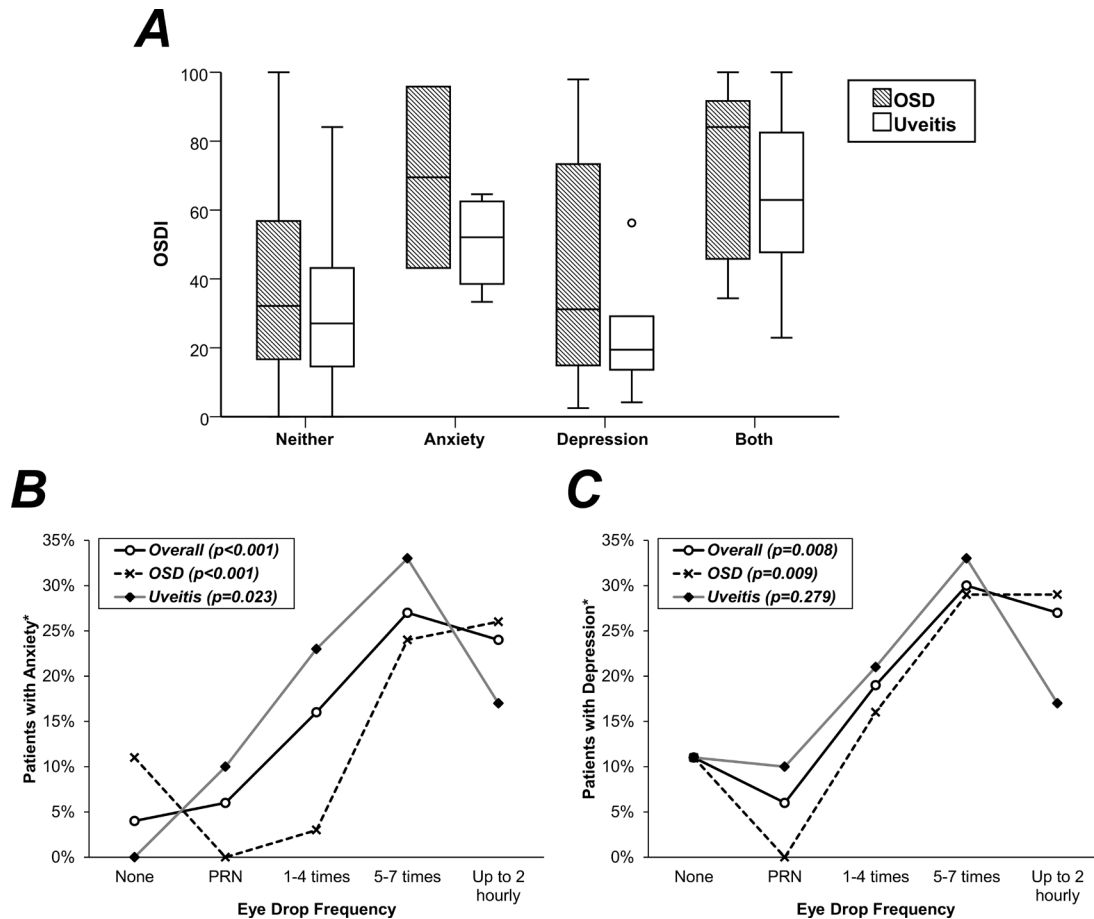 A
OSDI
100
80
60
40
20
0
Neither Anxiety Depression Both
OSD
Uveitis
B
Patients with Anxiety*
35%
30%
25%
20%
15%
10%
5%
0%
Overall (p<0.001)
OSD (p<0.001)
Uveitis (p=0.023)
None PRN 1-4 times 5-7 times Up to 2
hourly
Eye Drop Frequency
C
Patients with Depression*
35%
30%
25%
20%
15%
10%
5%
0%
Overall (p=0.008)
OSD (p=0.009)
Uveitis (p=0.279)
None PRN 1-4 times 5-7 times Up to 2
hourly
Eye Drop Frequency